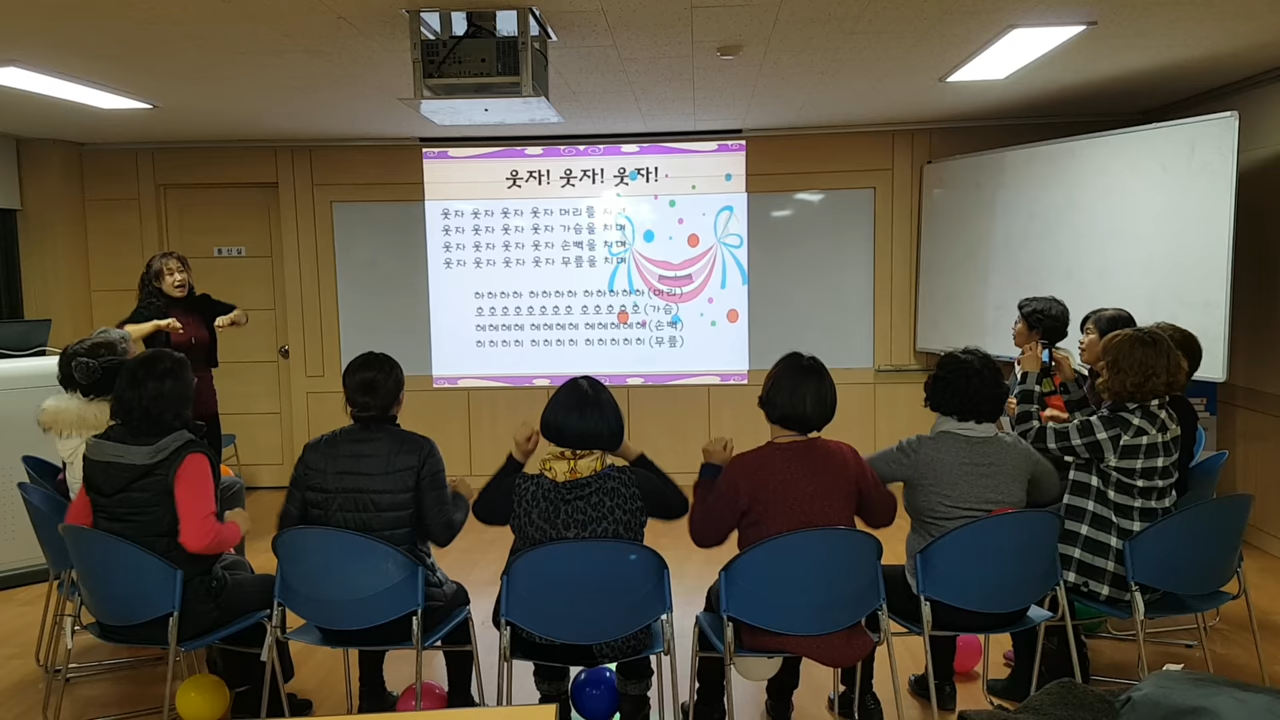 웃자! 웃자! 웃자!
웃자 웃자 웃자 웃자 머리를 치며
웃자 웃자 웃자 웃자 가슴을 치며
웃자 웃자 웃자 웃자 손뼉을 치며
웃자 웃자 웃자 웃자 무릎을 치며
하하하하 하하하하 하하하하하(머리)
호호호호호호호호 호호호호호(가슴)
헤헤헤헤 헤헤헤헤 헤헤헤헤헤(손뼉)
히히히히 히히히히 히히히히히(무릎)
통신실